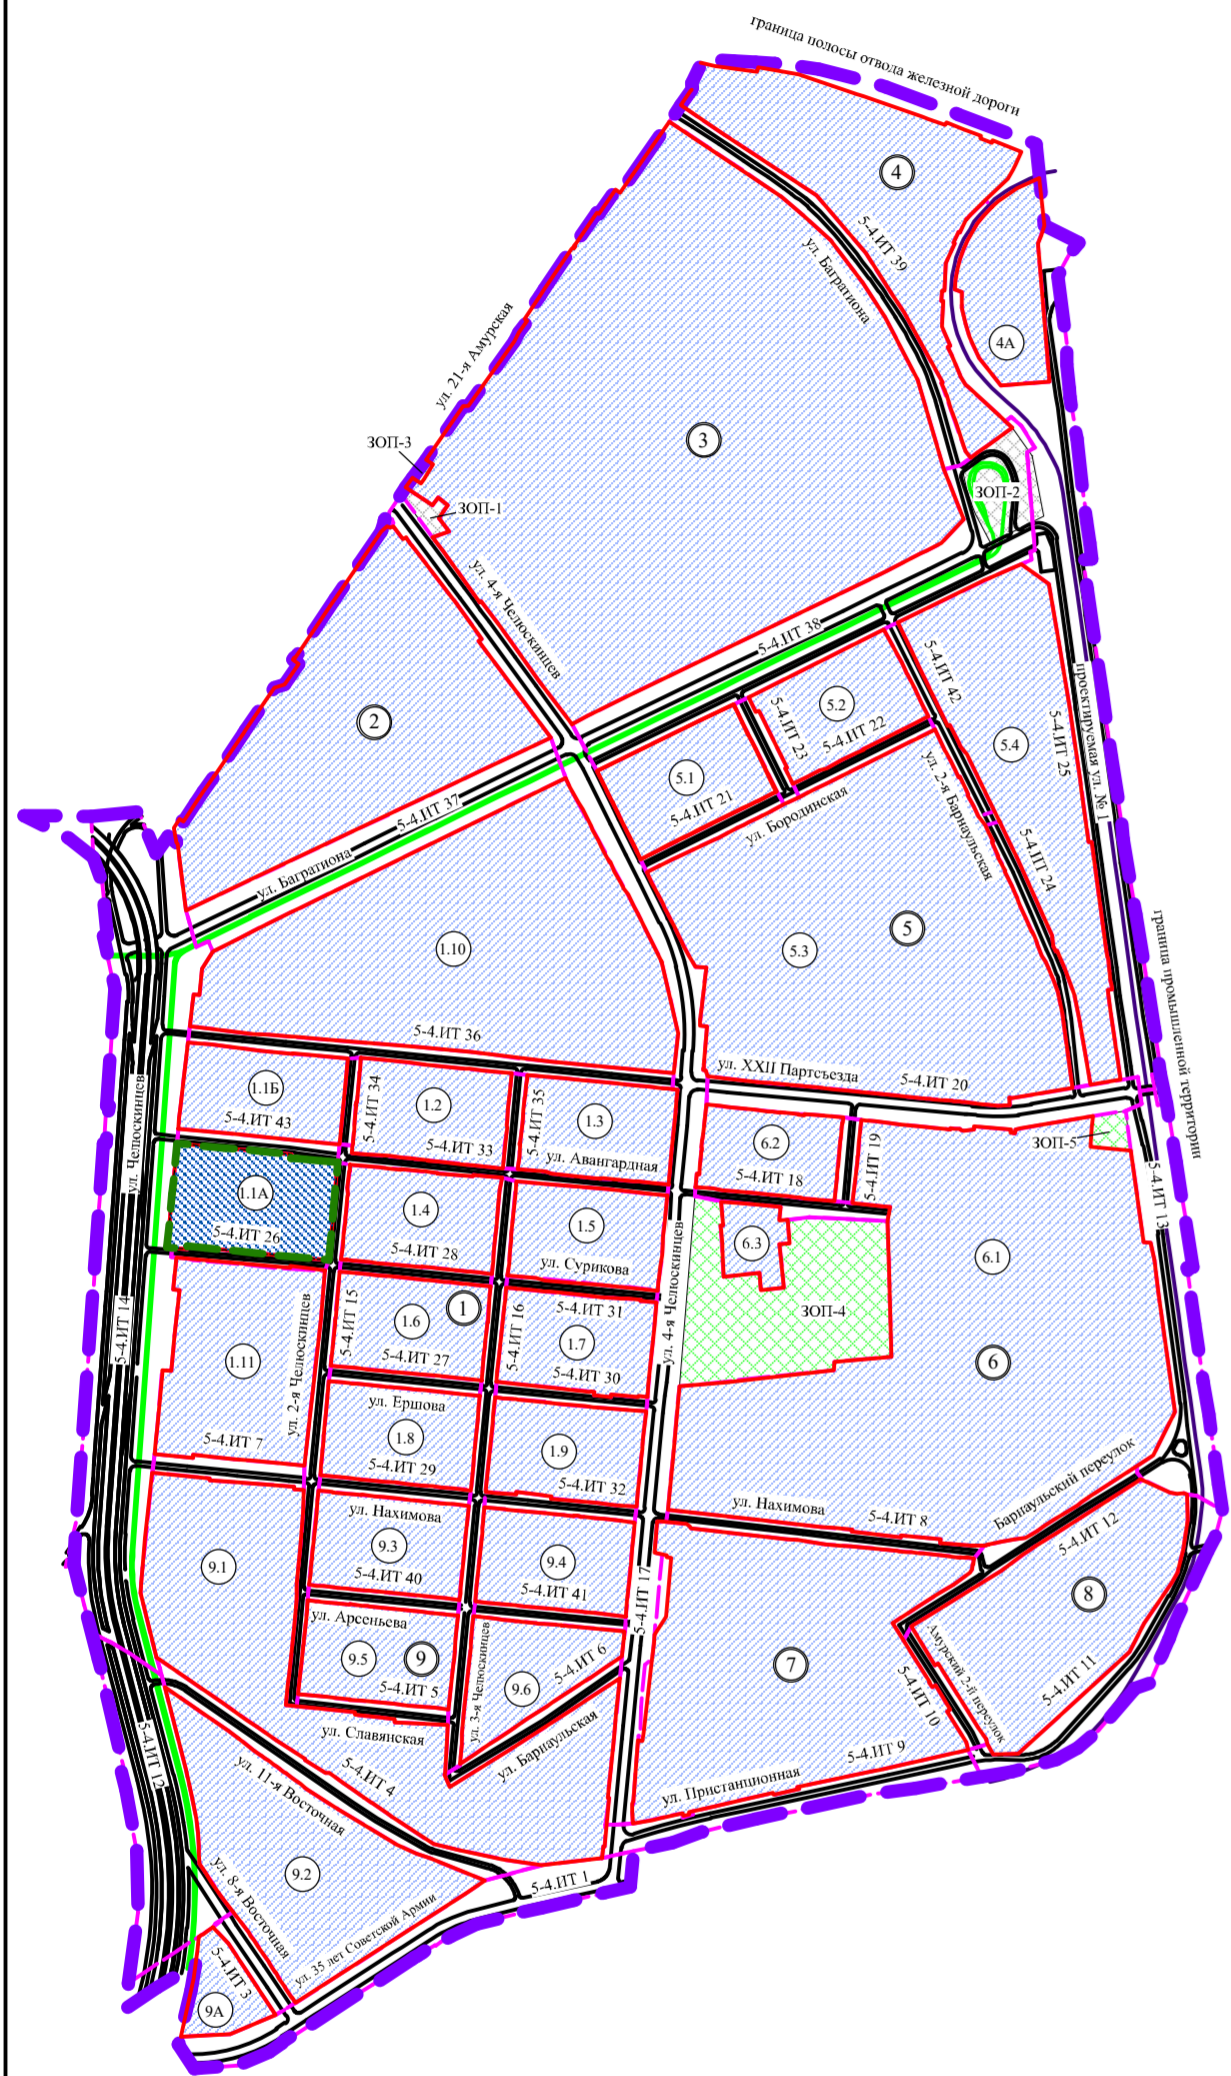 граница полосы отвода железной дороги
4
5-4.ИТ 39
ул. Багратиона
4А
ул. 21-я Амурская
3
ЗОП-3
ЗОП-2
ЗОП-1
ул. 4-я Челюскинцев
5-4.ИТ 38
5-4.ИТ 42
проектируемая ул. № 1
5.2
2
5-4.ИТ 23
5-4.ИТ 22
5.4
5-4.ИТ 25
5.1
5-4.ИТ 21
ул. Бородинская
ул. 2-я Барнаульская
5-4.ИТ 37
5-4.ИТ 24
ул. Багратиона
5
1.10
5.3
граница промышленной территории
5-4.ИТ 36
ул. XXII Партсъезда
5-4.ИТ 20
ул. Челюскинцев
1.1Б
5-4.ИТ 34
1.2
5-4.ИТ 35
1.3
5-4.ИТ 43
5-4.ИТ 33
ул. Авангардная
6.2
5-4.ИТ 19
ЗОП-5
5-4.ИТ 18
5-4.ИТ 13
1.1А
5-4.ИТ 26
1.4
5-4.ИТ 28
1.5
ул. Сурикова
6.3
6.1
ул. 4-я Челюскинцев
ЗОП-4
5-4.ИТ 14
ул. 2-я Челюскинцев
5-4.ИТ 15
1.6
1
5-4.ИТ 16
5-4.ИТ 31
1.7
5-4.ИТ 27
5-4.ИТ 30
1.11
6
ул. Ершова
1.8
1.9
5-4.ИТ 7
5-4.ИТ 29
5-4.ИТ 32
Барнаульский переулок
ул. Нахимова
ул. Нахимова
5-4.ИТ 8
5-4.ИТ 12
9.1
9.3
5-4.ИТ 40
9.4
5-4.ИТ 41
5-4.ИТ 17
8
ул. Арсеньева
9.5
9
5-4.ИТ 5
ул. 3-я Челюскинцев
9.6
5-4.ИТ 6
7
Амурский 2-й переулок
5-4.ИТ 10
5-4.ИТ 11
ул. Славянская
ул. Барнаульская
5-4.ИТ 9
ул. Пристанционная
5-4.ИТ 12
5-4.ИТ 4
ул. 11-я Восточная
9.2
ул. 8-я Восточная
5-4.ИТ 1
ул. 35 лет Советской Армии
5-4.ИТ 3
9А